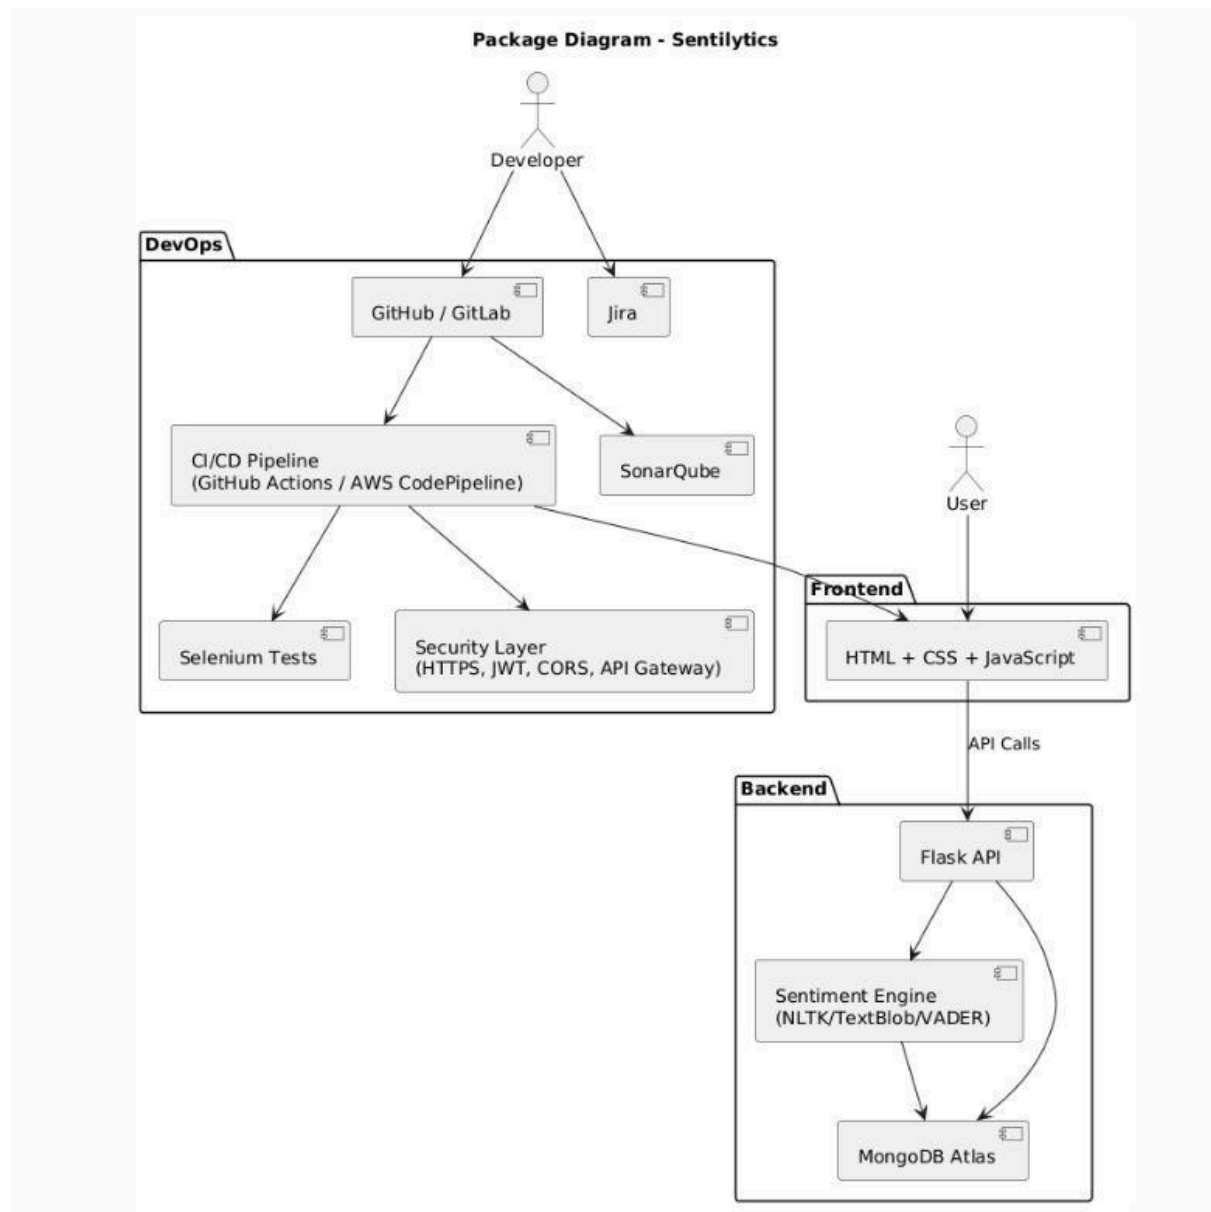 Package Diagram - Sentilytics
Developer
DevOps
GitHub / GitLab
Jira
CI/CD Pipeline
(GitHub Actions / AWS CodePipeline)
SonarQube
User
Selenium Tests
Security Layer
(HTTPS, JWT, CORS, API Gateway)
Frontend
HTML + CSS + JavaScript
API Calls
Backend
Flask API
Sentiment Engine
(NLTK/TextBlob/VADER)
MongoDB Atlas